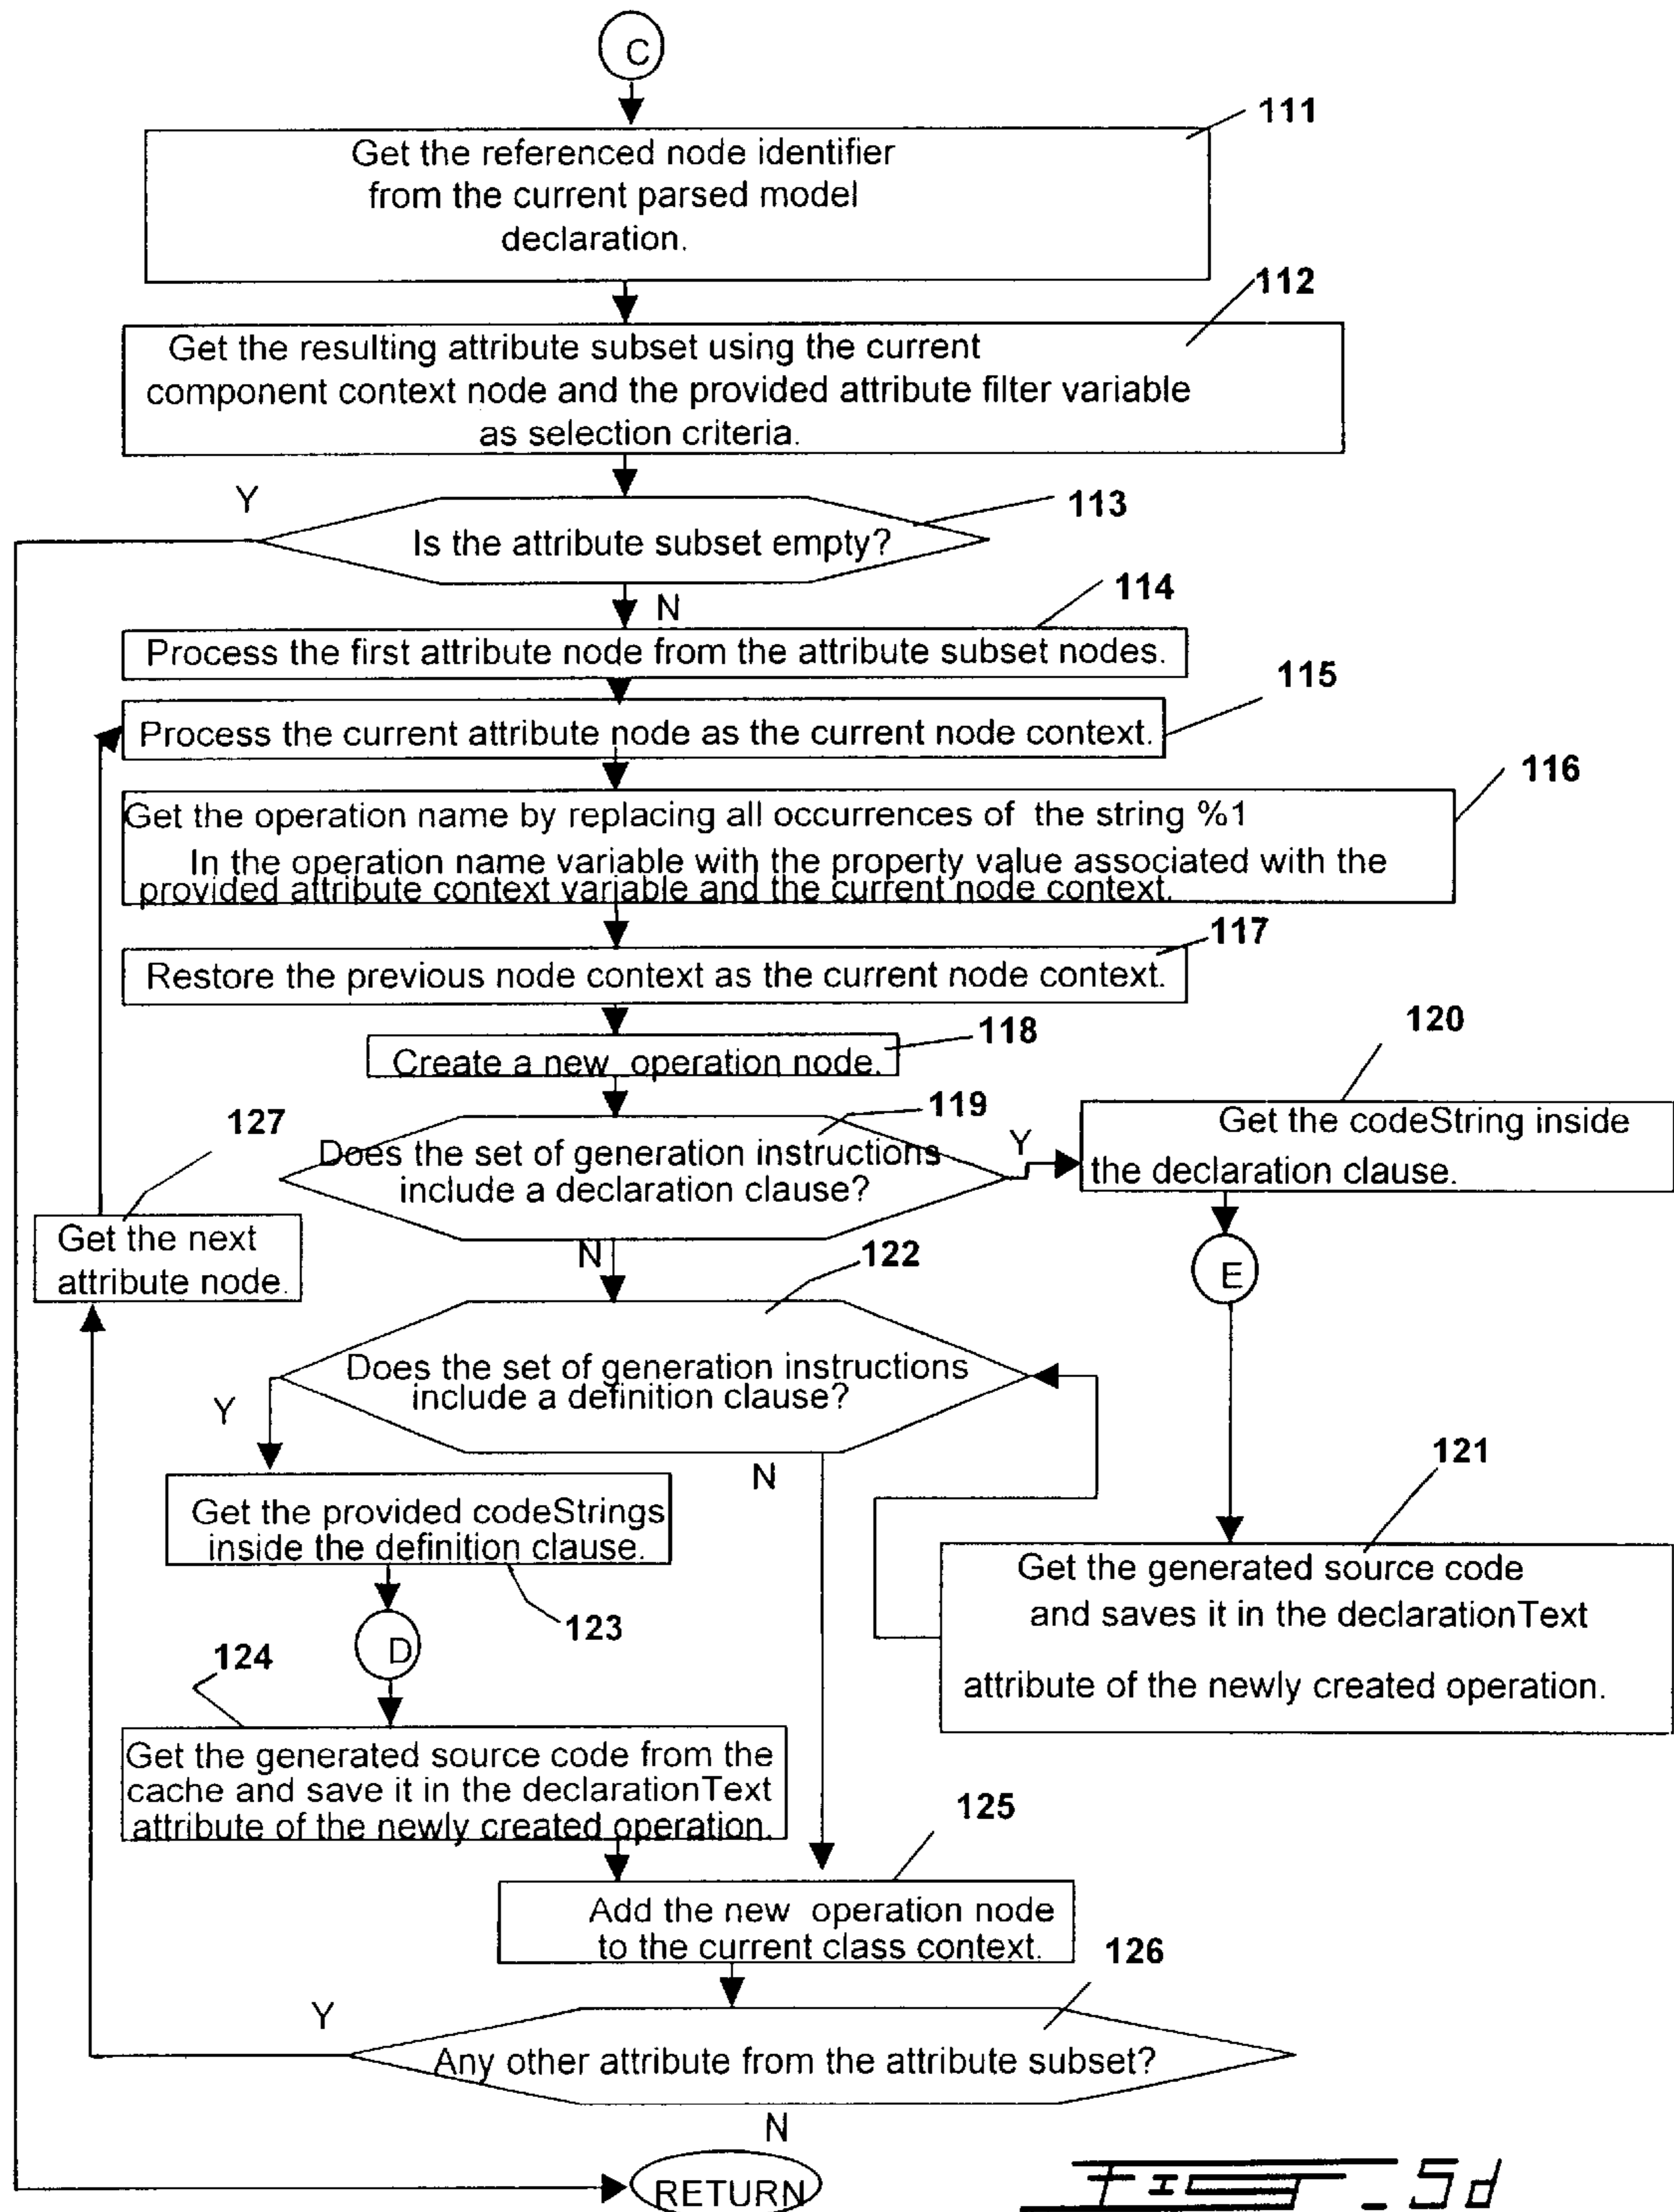 C
111
Get the referenced node identifier
from the current parsed model
declaration.
112
Get the resulting attribute subset using the current
component context node and the provided attribute filter variable
as selection criteria.
Y
113
Is the attribute subset empty?
N
114
Process the first attribute node from the attribute subset nodes.
115
Process the current attribute node as the current node context.
116
Get the operation name by replacing all occurrences of the string %1
In the operation name variable with the property value associated with the
provided attribute context variable and the current node context.
117
Restore the previous node context as the current node context.
118
Create a new operation node.
119
Does the set of generation instructions
include a declaration clause?
Y
120
Get the codeString inside
the declaration clause.
E
127
Get the next
attribute node.
N
122
Does the set of generation instructions
include a definition clause?
Y
N
121
Get the generated source code
and saves it in the declarationText
attribute of the newly created operation.
Get the provided codeStrings
inside the definition clause.
123
D
124
Get the generated source code from the
cache and save it in the declarationText
attribute of the newly created operation.
125
Add the new operation node
to the current class context.
126
Y
Any other attribute from the attribute subset?
N
RETURN
FIG_5d